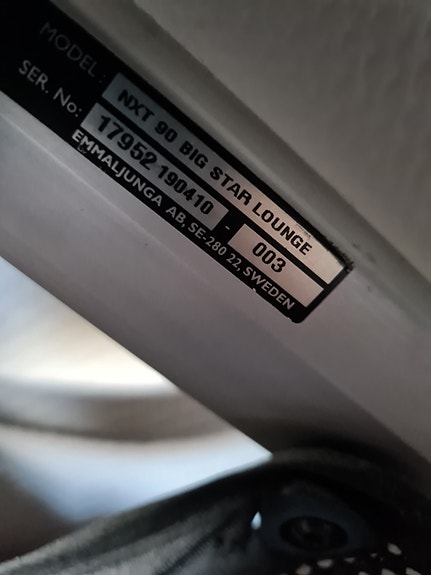 MODEL: NXT 90 BIG STAR LOUNGE
SER. No: 17952 190410 - 003
EMMALJUNGA AB, SE-280 22, SWEDEN